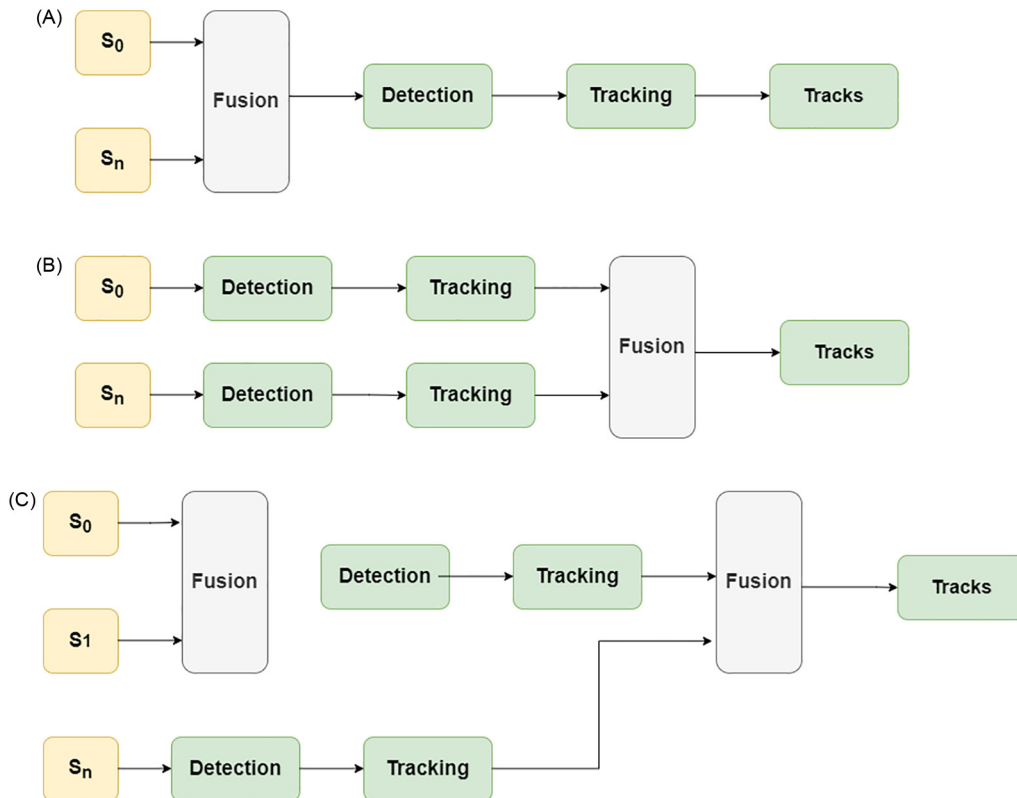 (A)
S₀
Fusion
Detection
Tracking
Tracks
Sₙ
(B)
S₀
Detection
Tracking
Fusion
Tracks
Sₙ
Detection
Tracking
(C)
S₀
Fusion
Detection
Tracking
Fusion
Tracks
S1
Sₙ
Detection
Tracking